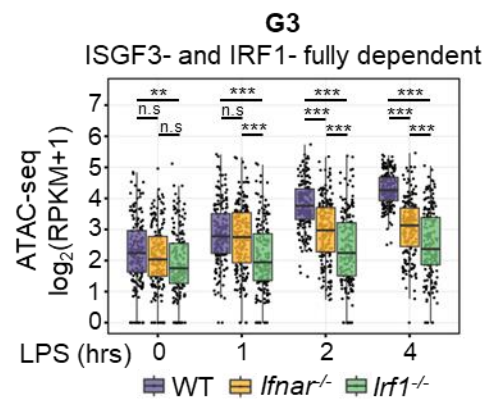 G3
ISGF3- and IRF1- fully dependent
** *** *** ***
n.s n.s *** ***
n.s *** *** ***
ATAC-seq
log₂(RPKM+1)
7
6
5
4
3
2
1
0
LPS (hrs) 0 1 2 4
WT Ifnar-/- Irf1-/-